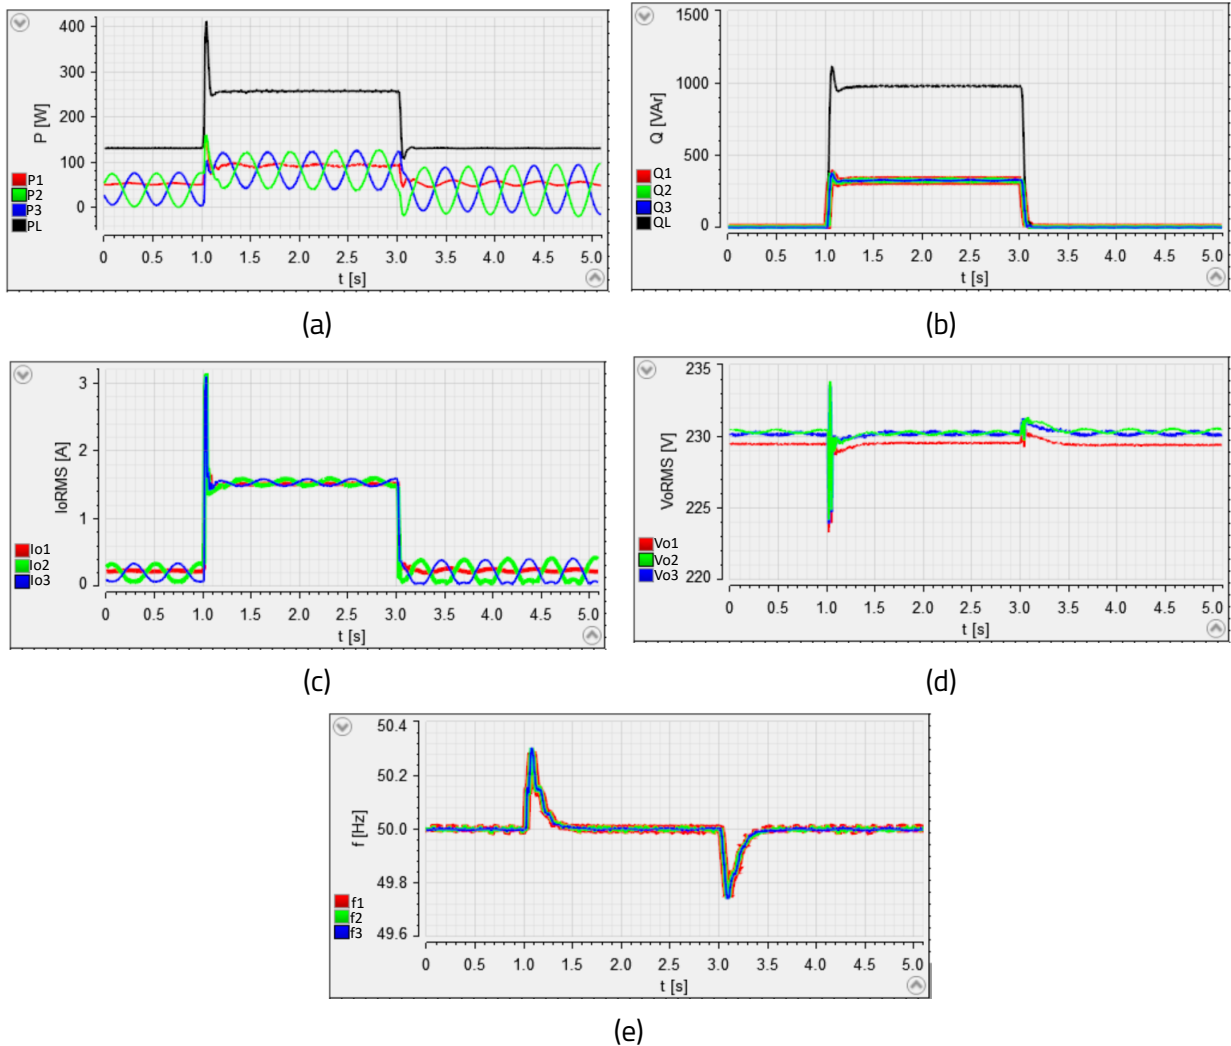 400
300
200
100
0
P [W]
P1
P2
P3
PL
0 0.5 1.0 1.5 2.0 2.5 3.0 3.5 4.0 4.5 5.0
t [s]
(a)
1500
1000
500
0
Q [VAr]
Q1
Q2
Q3
QL
0 0.5 1.0 1.5 2.0 2.5 3.0 3.5 4.0 4.5 5.0
t [s]
(b)
3
2
1
0
IoRMS [A]
Io1
Io2
Io3
0 0.5 1.0 1.5 2.0 2.5 3.0 3.5 4.0 4.5 5.0
t [s]
(c)
235
230
225
220
VoRMS [V]
Vo1
Vo2
Vo3
0 0.5 1.0 1.5 2.0 2.5 3.0 3.5 4.0 4.5 5.0
t [s]
(d)
50.4
50.2
50.0
49.8
49.6
f [Hz]
f1
f2
f3
0 0.5 1.0 1.5 2.0 2.5 3.0 3.5 4.0 4.5 5.0
t [s]
(e)